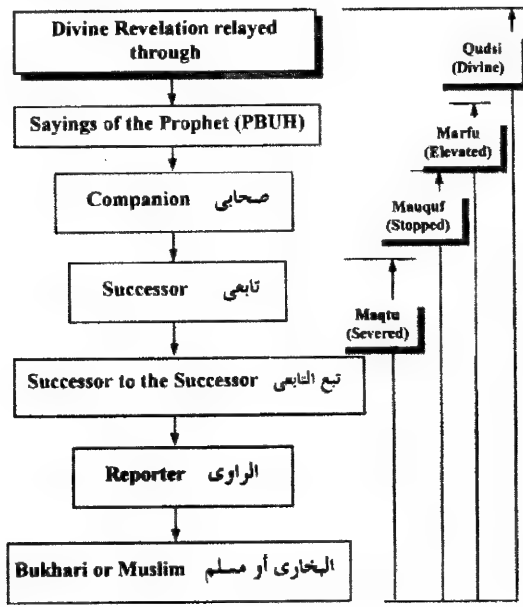 Divine Revelation relayed
through
Sayings of the Prophet (PBUH)
Companion صحابى
Successor تابعى
Successor to the Successor تبع التابعى
Reporter الراوى
Bukhari or Muslim البخارى أو مسلم
Qudsi
(Divine)
Marfu
(Elevated)
Mauquf
(Stopped)
Maqtu
(Severed)